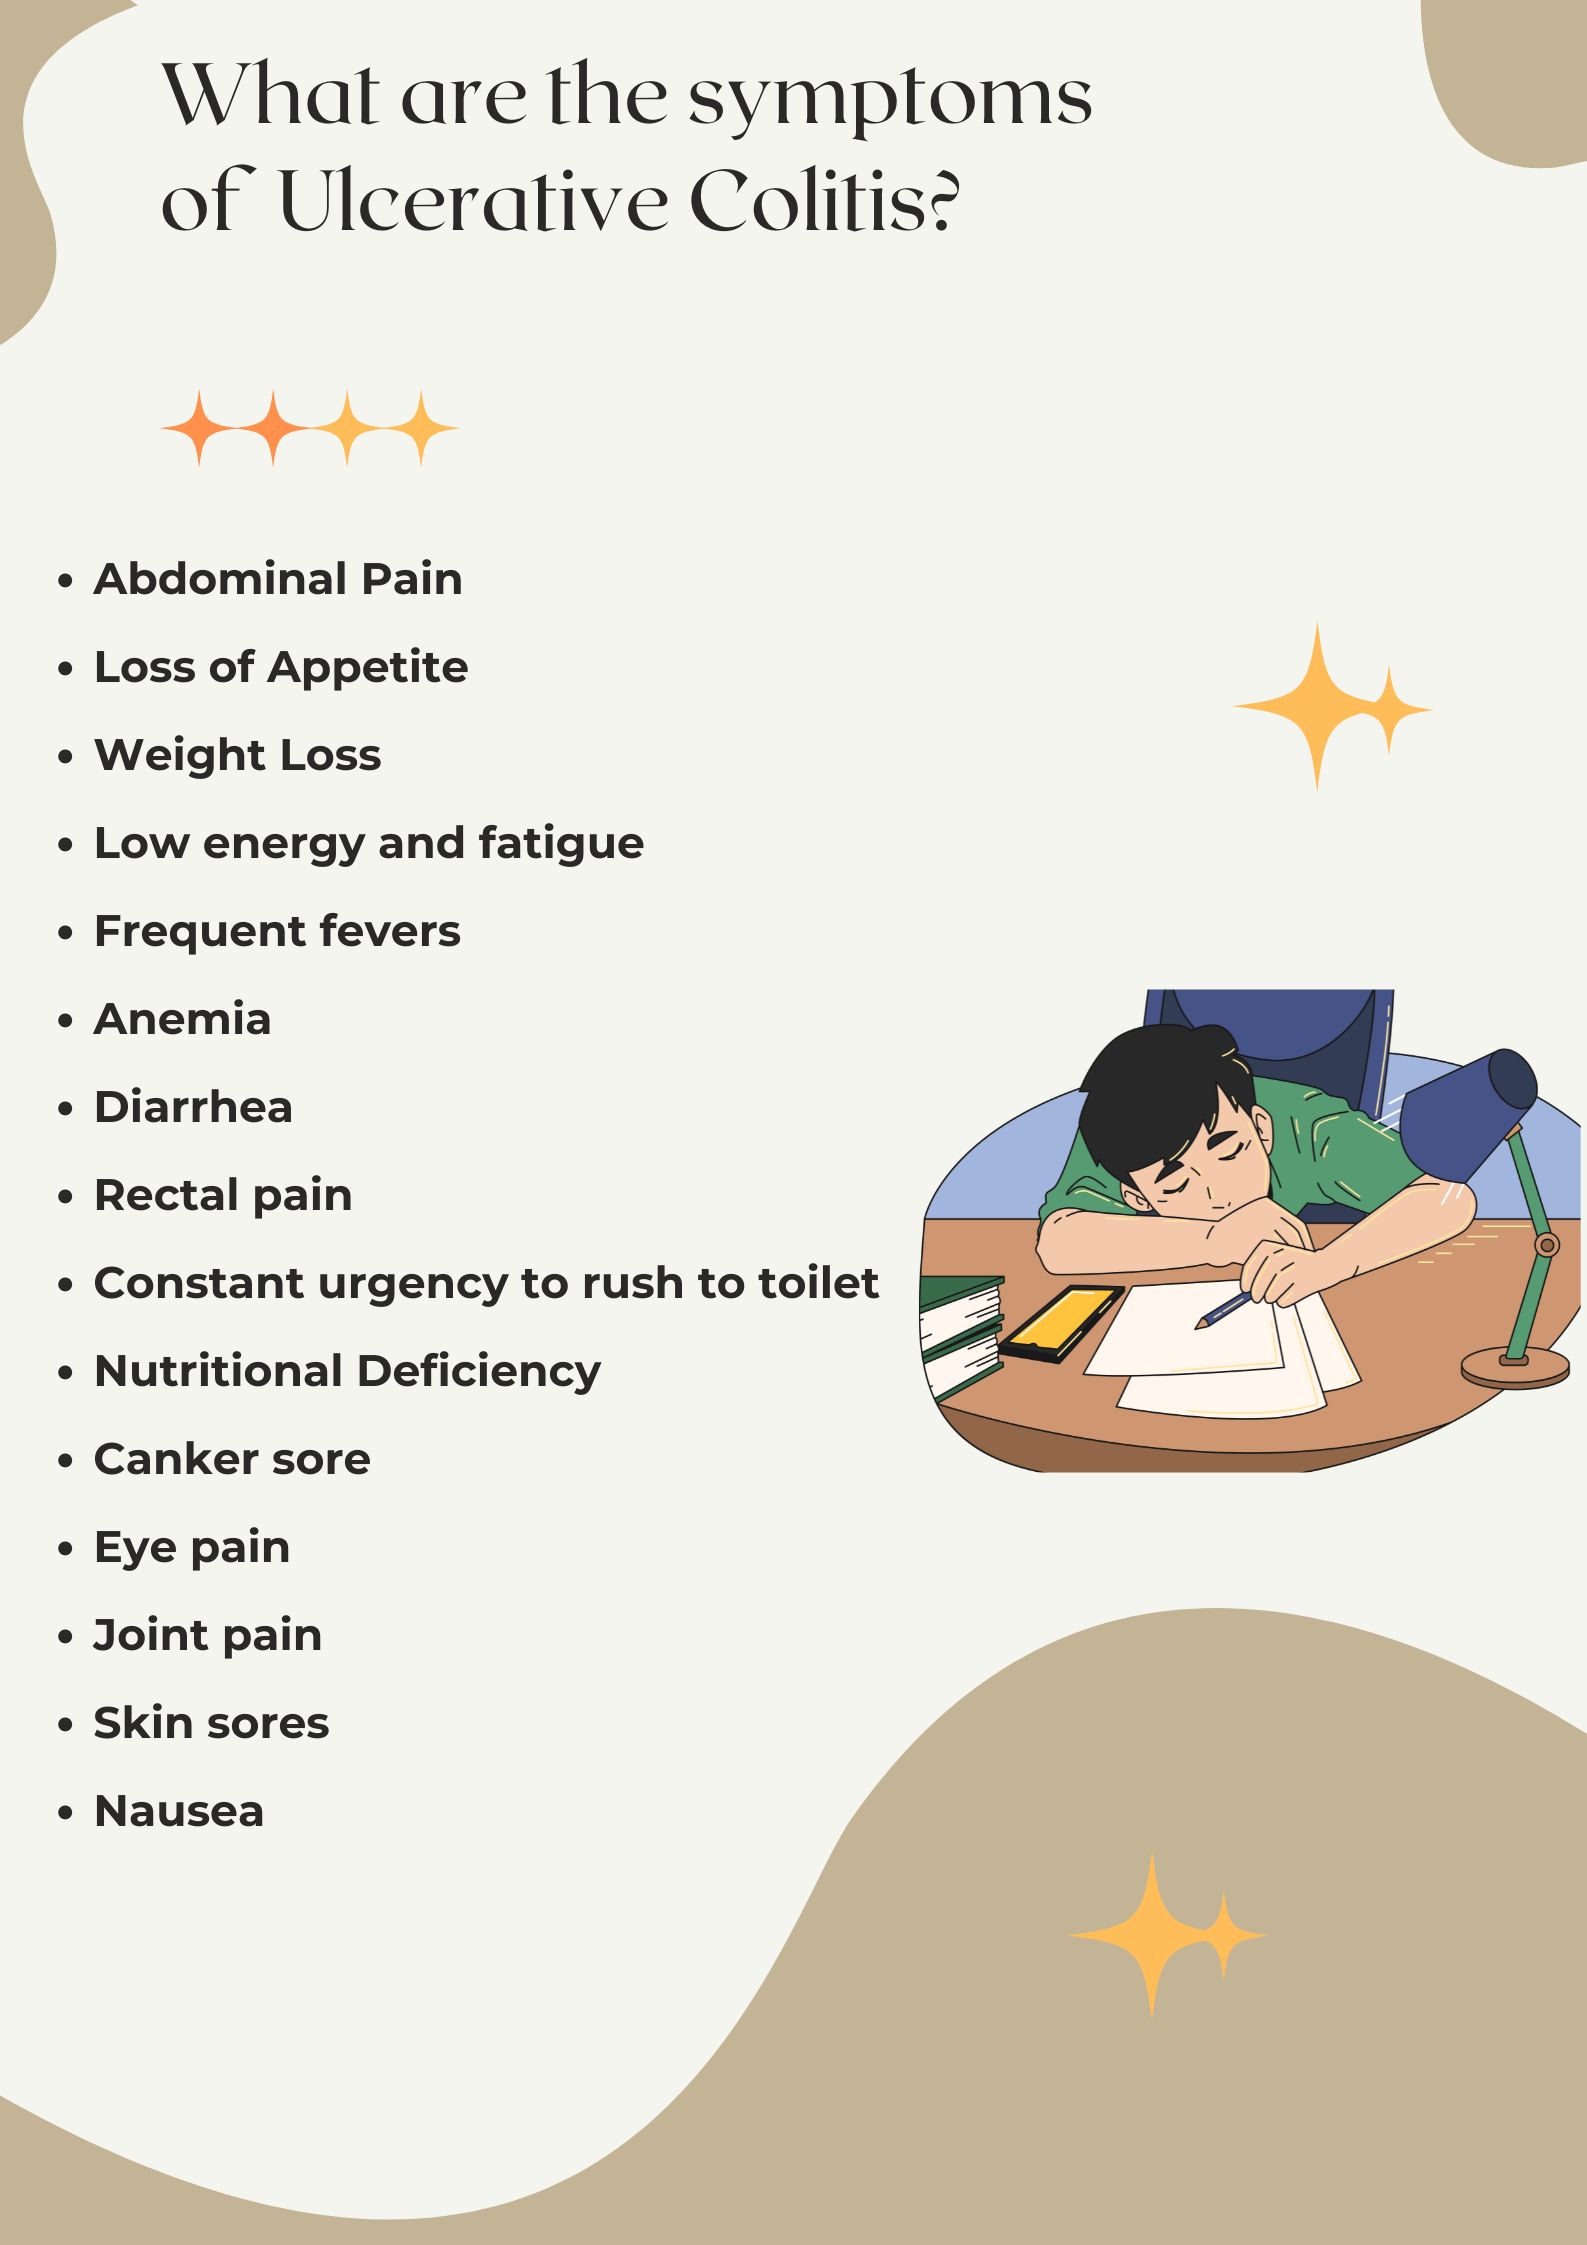 What are the symptoms
of Ulcerative Colitis?
• Abdominal Pain
• Loss of Appetite
• Weight Loss
• Low energy and fatigue
• Frequent fevers
• Anemia
• Diarrhea
• Rectal pain
• Constant urgency to rush to toilet
• Nutritional Deficiency
• Canker sore
• Eye pain
• Joint pain
• Skin sores
• Nausea